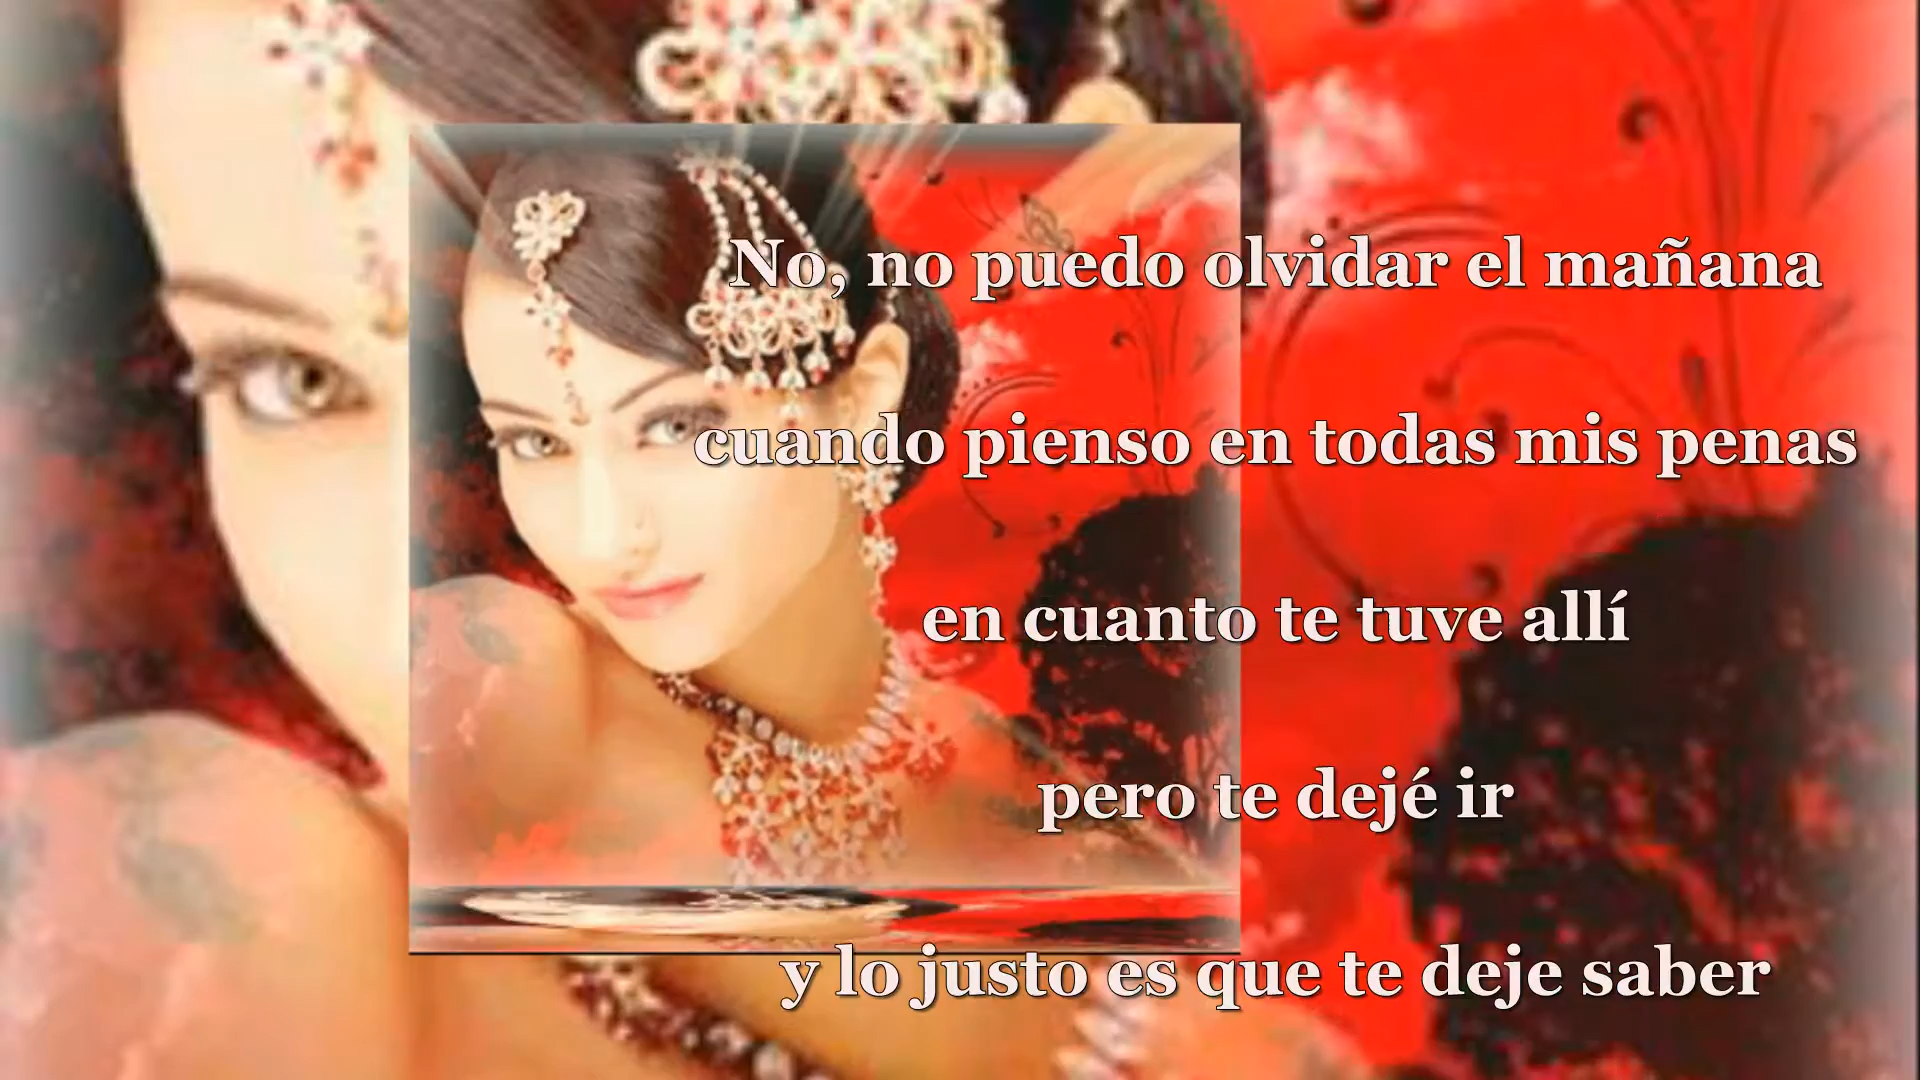 No, no puedo olvidar el mañana
cuando pienso en todas mis penas
en cuanto te tuve allí
pero te dejé ir
y lo justo es que te deje saber